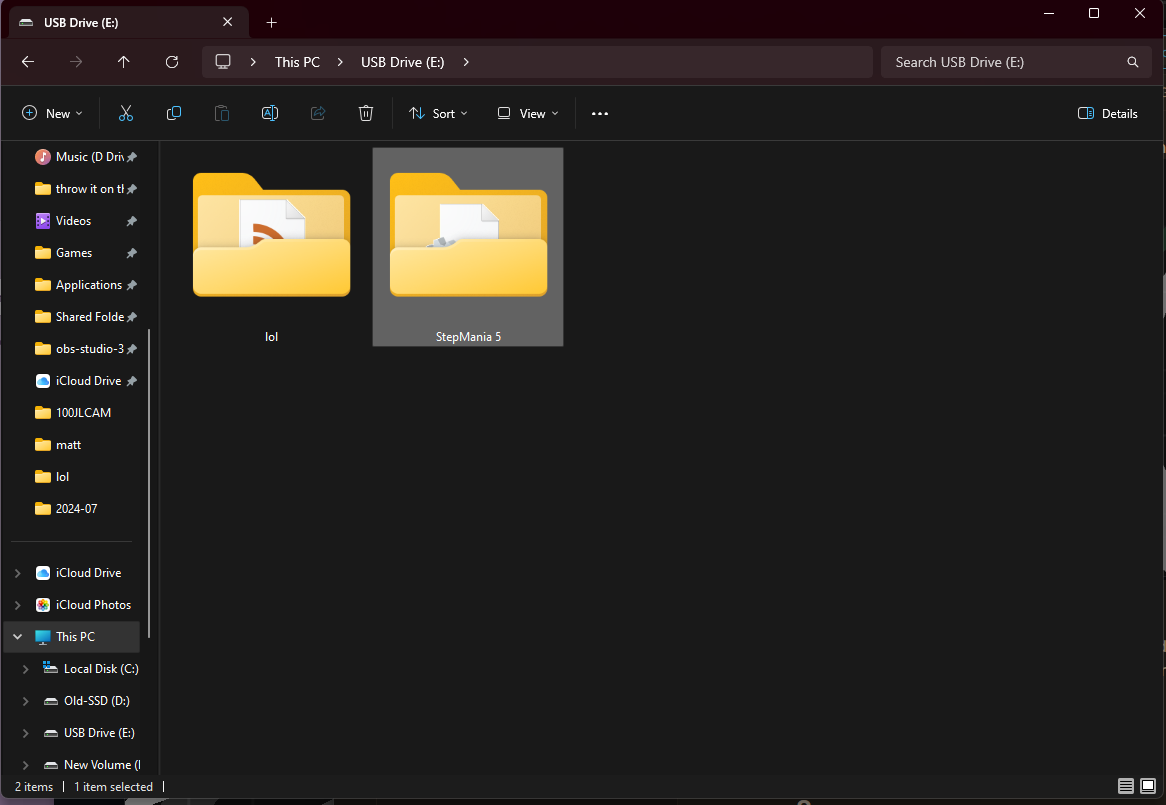 USB Drive (E:)
This PC
USB Drive (E:)
Search USB Drive (E:)
New
Sort
View
Details
Music (D Driv
throw it on th
Videos
Games
Applications
Shared Folde
obs-studio-3
iCloud Drive
100JLCAM
matt
lol
2024-07
iCloud Drive
iCloud Photos
This PC
Local Disk (C:)
Old-SSD (D:)
USB Drive (E:)
New Volume (
lol
StepMania 5
2 items
1 item selected